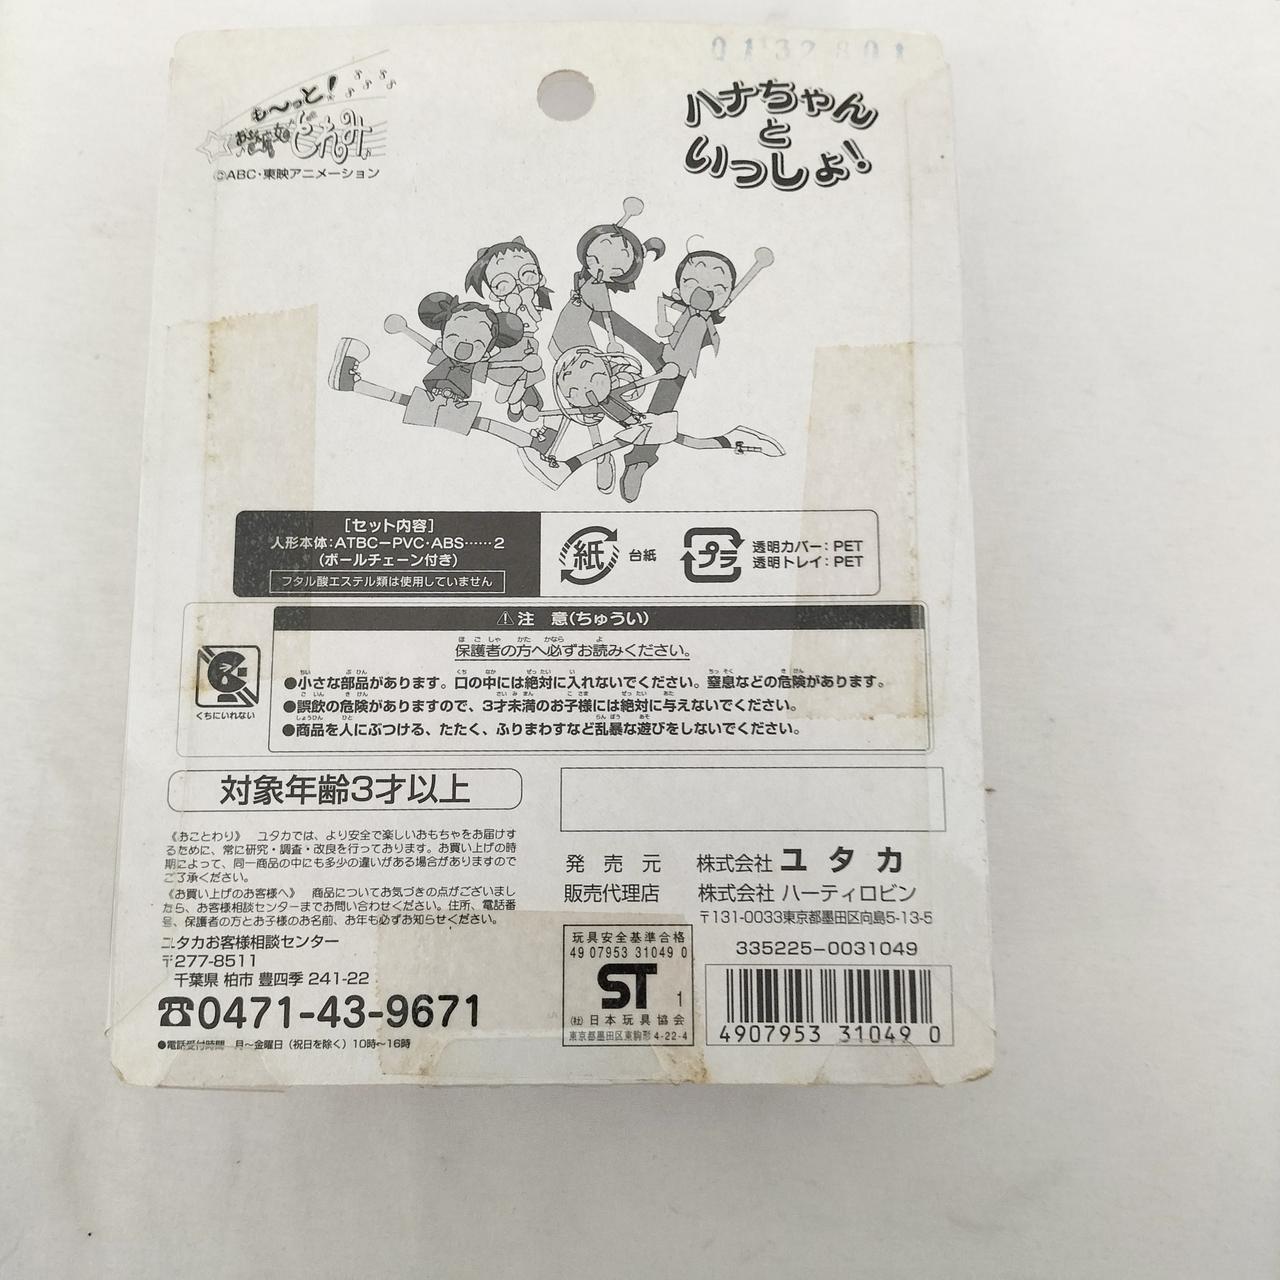 0132801
も～っと!
おジャ魔女
どれみ
©ABC・東映アニメーション
ハナちゃん
と
いっしょ!
[セット内容]
人形本体:ATBC-PVC・ABS……2
(ボールチェーン付き)
フタル酸エステル類は使用していません
紙 台紙
プラ
透明カバー:PET
透明トレイ:PET
⚠注 意(ちゅうい)
保護者の方へ必ずお読みください。
●小さな部品があります。口の中には絶対に入れないでください。窒息などの危険があります。
●誤飲の危険がありますので、3才未満のお子様には絶対に与えないでください。
●商品を人にぶつける、たたく、ふりまわすなど乱暴な遊びをしないでください。
くちにいれない
対象年齢3才以上
《おことわり》 ユタカでは、より安全で楽しいおもちゃをお届けす
るために、常に研究・調査・改良を行っております。お買い上げの時
期によって、同一商品の中にも多少の違いがある場合がありますので
ご了承ください。
《お買い上げのお客様へ》 商品についてお気づきの点がございまし
たら、お客様相談センターまでお問い合わせください。住所、電話番
号、保護者の方とお子様のお名前、お年も必ずお知らせください。
ユタカお客様相談センター
〒277-8511
千葉県 柏市 豊四季 241-22
☎0471-43-9671
●電話受付時間 月～金曜日(祝日を除く)10時～16時
発売元 株式会社 ユタカ
販売代理店 株式会社 ハーティロビン
〒131-0033東京都墨田区向島5-13-5
335225-0031049
玩具安全基準合格
49 07953 31049 0
ST 1
(社)日本玩具協会
東京都墨田区東駒形 4-22-4
4907953 31049 0